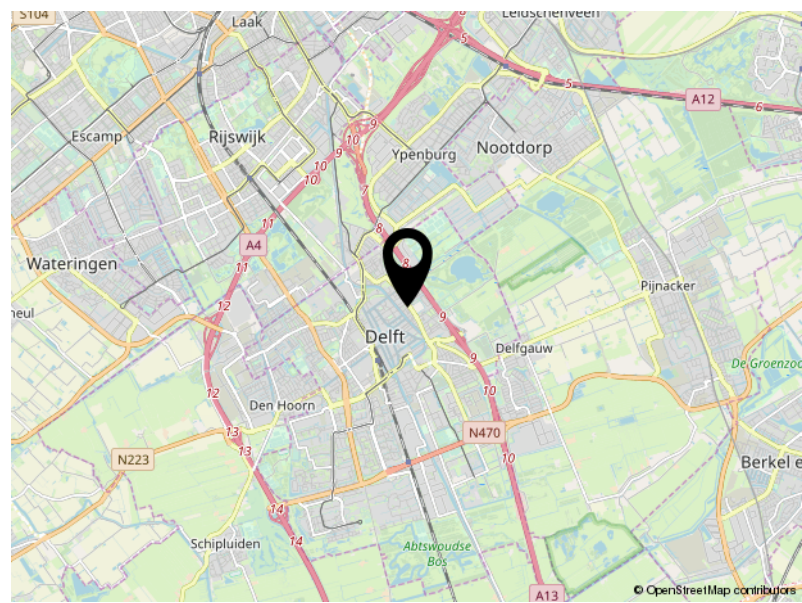 S104
Laak
6
Leidschenveen
5
5
A12
6
Escamp
Rijswijk
9
10
9
10
10
Ypenburg
Nootdorp
7
11
8
A4
11
8
Wateringen
12
9
Pijnacker
Delft
9
Delfgauw
De Groenzoo
12
10
Den Hoorn
13
13
N470
N223
10
Berkel e
14
Schipluiden
14
Abtswoudse
Bos
A13
© OpenStreetMap contributors